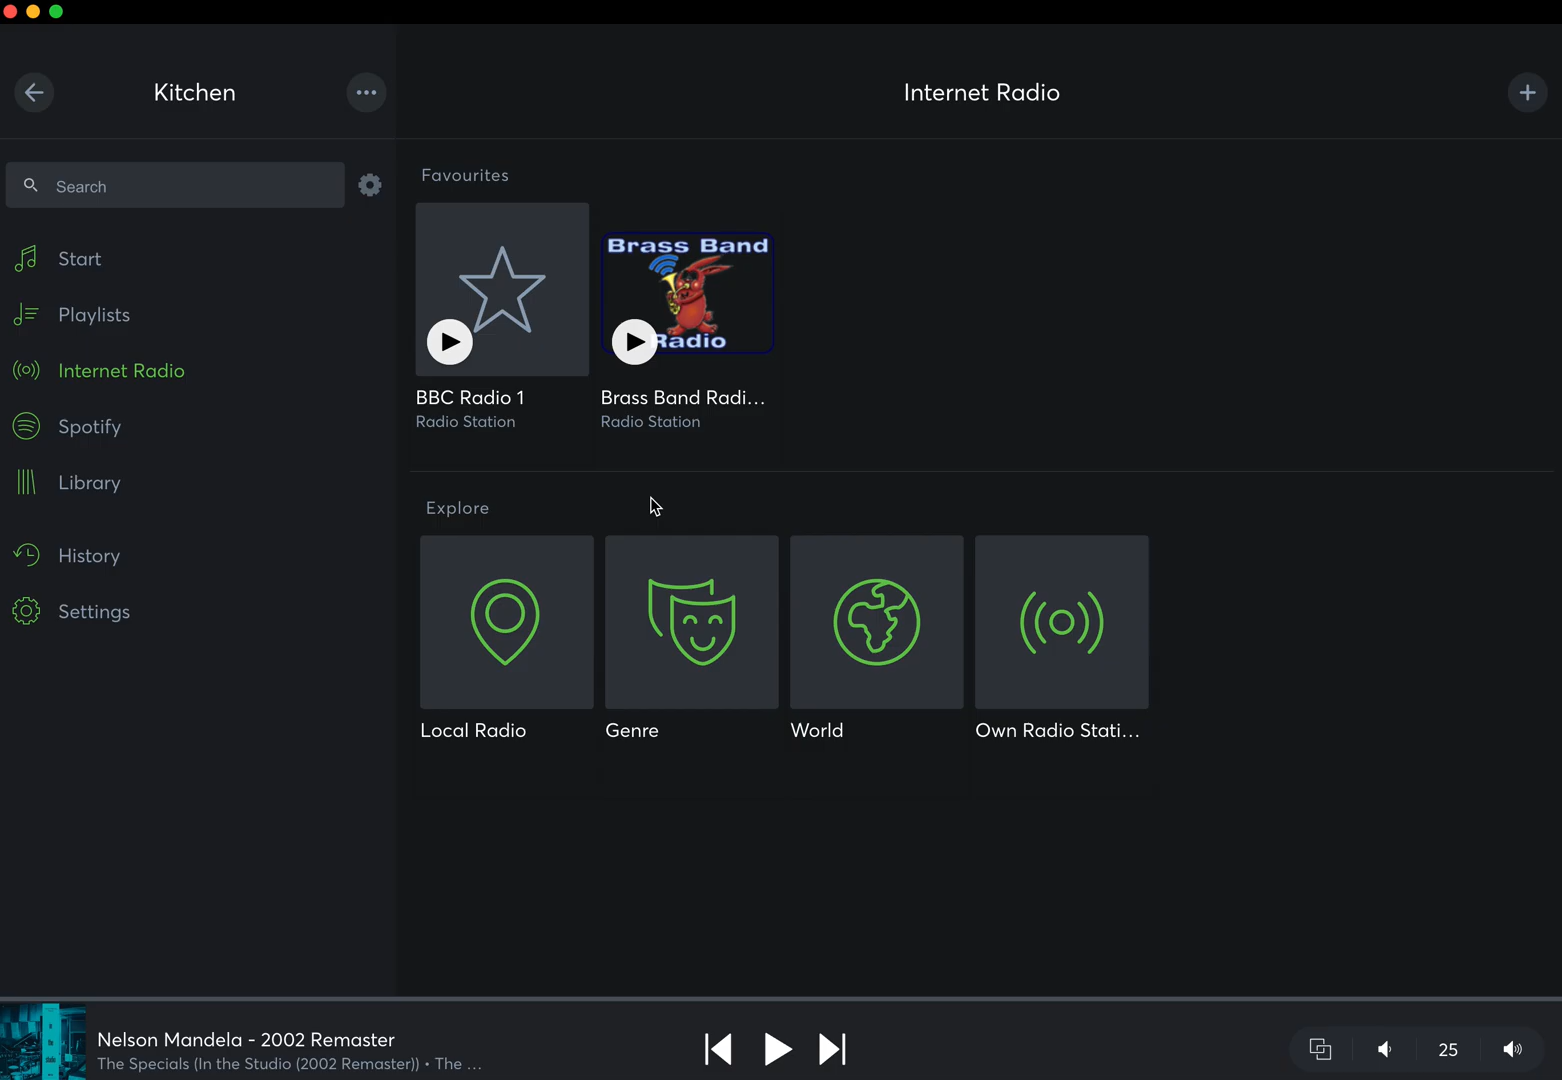 Kitchen
Internet Radio
Search
Start
Playlists
Internet Radio
Spotify
Library
History
Settings
Favourites
Brass Band
Radio
BBC Radio 1
Radio Station
Brass Band Radi...
Radio Station
Explore
Local Radio
Genre
World
Own Radio Stati...
Nelson Mandela - 2002 Remaster
The Specials (In the Studio (2002 Remaster)) • The ...
25